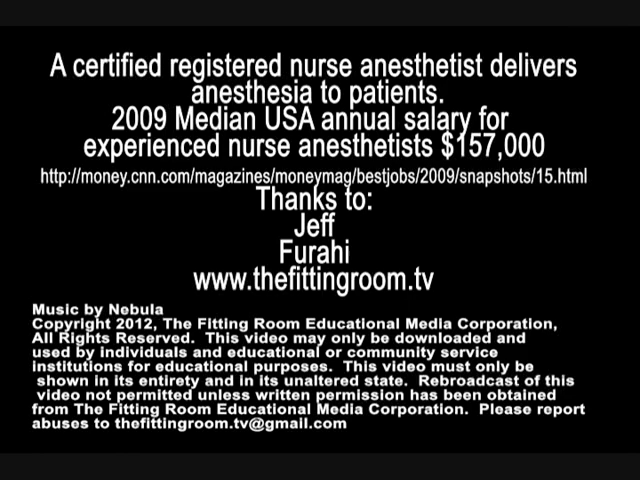 A certified registered nurse anesthetist delivers
anesthesia to patients.
2009 Median USA annual salary for
experienced nurse anesthetists $157,000
http://money.cnn.com/magazines/moneymag/bestjobs/2009/snapshots/15.html
Thanks to:
Jeff
Furahi
www.thefittingroom.tv
Music by Nebula
Copyright 2012, The Fitting Room Educational Media Corporation,
All Rights Reserved.  This video may only be downloaded and
used by individuals and educational or community service
institutions for educational purposes.  This video must only be
shown in its entirety and in its unaltered state.  Rebroadcast of this
video not permitted unless written permission has been obtained
from The Fitting Room Educational Media Corporation.  Please report
abuses to thefittingroom.tv@gmail.com